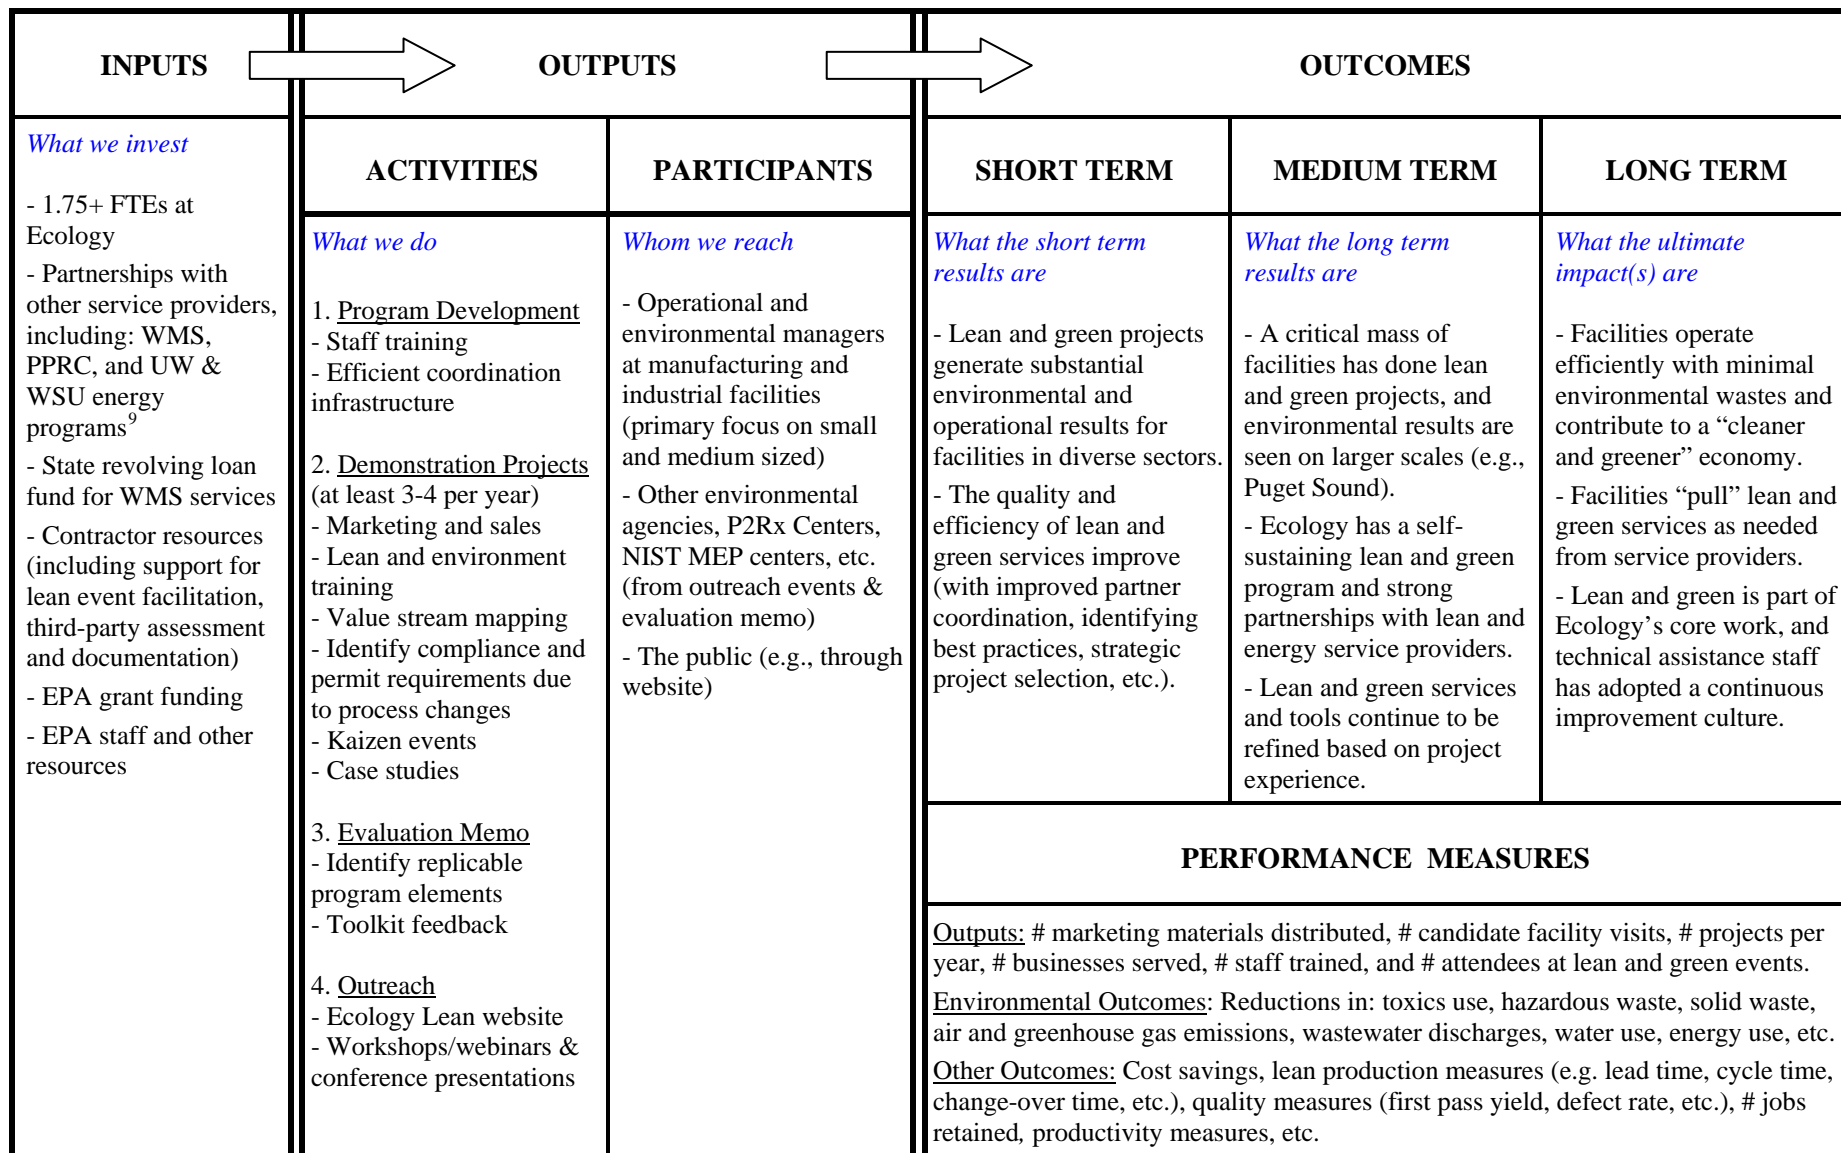 INPUTS
OUTPUTS
OUTCOMES
What we invest
- 1.75+ FTEs at
Ecology
- Partnerships with
other service providers,
including: WMS,
PPRC, and UW &
WSU energy
programs9
- State revolving loan
fund for WMS services
- Contractor resources
(including support for
lean event facilitation,
third-party assessment
and documentation)
- EPA grant funding
- EPA staff and other
resources
ACTIVITIES
What we do
1. Program Development
- Staff training
- Efficient coordination
infrastructure
2. Demonstration Projects
(at least 3-4 per year)
- Marketing and sales
- Lean and environment
training
- Value stream mapping
- Identify compliance and
permit requirements due
to process changes
- Kaizen events
- Case studies
3. Evaluation Memo
- Identify replicable
program elements
- Toolkit feedback
4. Outreach
- Ecology Lean website
- Workshops/webinars &
conference presentations
PARTICIPANTS
Whom we reach
- Operational and
environmental managers
at manufacturing and
industrial facilities
(primary focus on small
and medium sized)
- Other environmental
agencies, P2Rx Centers,
NIST MEP centers, etc.
(from outreach events &
evaluation memo)
- The public (e.g., through
website)
SHORT TERM
What the short term
results are
- Lean and green projects
generate substantial
environmental and
operational results for
facilities in diverse sectors.
- The quality and
efficiency of lean and
green services improve
(with improved partner
coordination, identifying
best practices, strategic
project selection, etc.).
MEDIUM TERM
What the long term
results are
- A critical mass of
facilities has done lean
and green projects, and
environmental results are
seen on larger scales (e.g.,
Puget Sound).
- Ecology has a self-
sustaining lean and green
program and strong
partnerships with lean and
energy service providers.
- Lean and green services
and tools continue to be
refined based on project
experience.
LONG TERM
What the ultimate
impact(s) are
- Facilities operate
efficiently with minimal
environmental wastes and
contribute to a “cleaner
and greener” economy.
- Facilities “pull” lean and
green services as needed
from service providers.
- Lean and green is part of
Ecology’s core work, and
technical assistance staff
has adopted a continuous
improvement culture.
PERFORMANCE MEASURES
Outputs: # marketing materials distributed, # candidate facility visits, # projects per
year, # businesses served, # staff trained, and # attendees at lean and green events.
Environmental Outcomes: Reductions in: toxics use, hazardous waste, solid waste,
air and greenhouse gas emissions, wastewater discharges, water use, energy use, etc.
Other Outcomes: Cost savings, lean production measures (e.g. lead time, cycle time,
change-over time, etc.), quality measures (first pass yield, defect rate, etc.), # jobs
retained, productivity measures, etc.